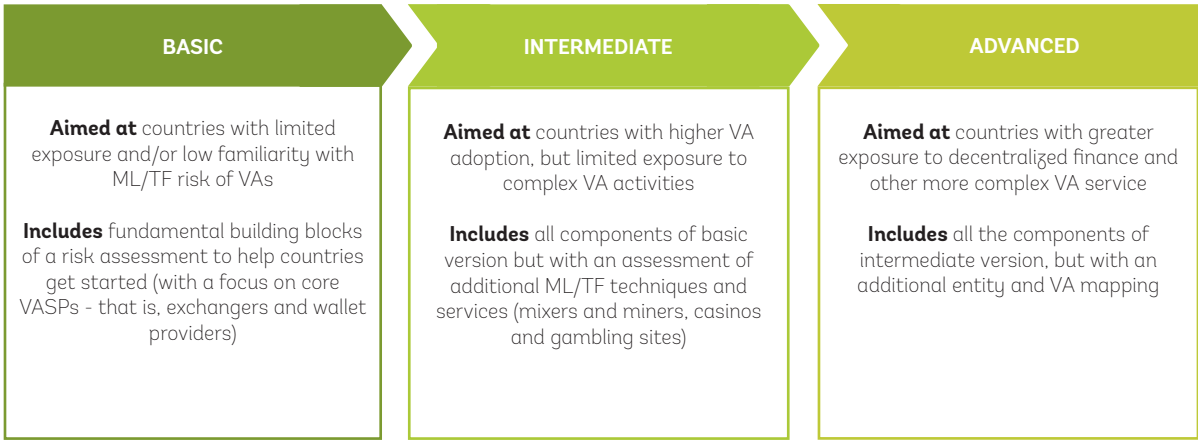 BASIC
Aimed at countries with limited
exposure and/or low familiarity with
ML/TF risk of VAs
Includes fundamental building blocks
of a risk assessment to help countries
get started (with a focus on core
VASPs - that is, exchangers and wallet
providers)
INTERMEDIATE
Aimed at countries with higher VA
adoption, but limited exposure to
complex VA activities
Includes all components of basic
version but with an assessment of
additional ML/TF techniques and
services (mixers and miners, casinos
and gambling sites)
ADVANCED
Aimed at countries with greater
exposure to decentralized finance and
other more complex VA service
Includes all the components of
intermediate version, but with an
additional entity and VA mapping